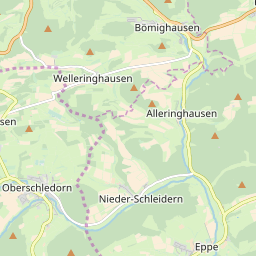 Bömighausen
Welleringhausen
Alleringhausen
sen
Oberschledorn
Nieder-Schleidern
Eppe